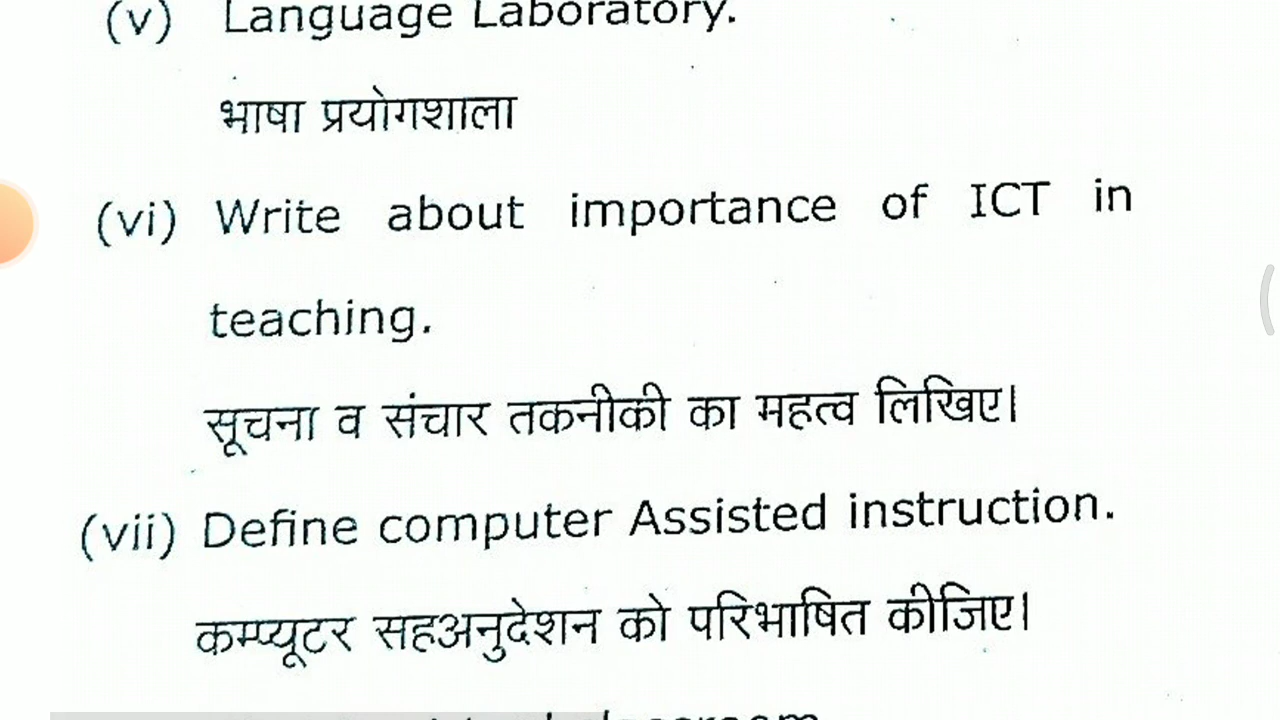 (v) Language Laboratory.
भाषा प्रयोगशाला
(vi) Write about importance of ICT in
teaching.
सूचना व संचार तकनीकी का महत्व लिखिए।
(vii) Define computer Assisted instruction.
कम्प्यूटर सहअनुदेशन को परिभाषित कीजिए।